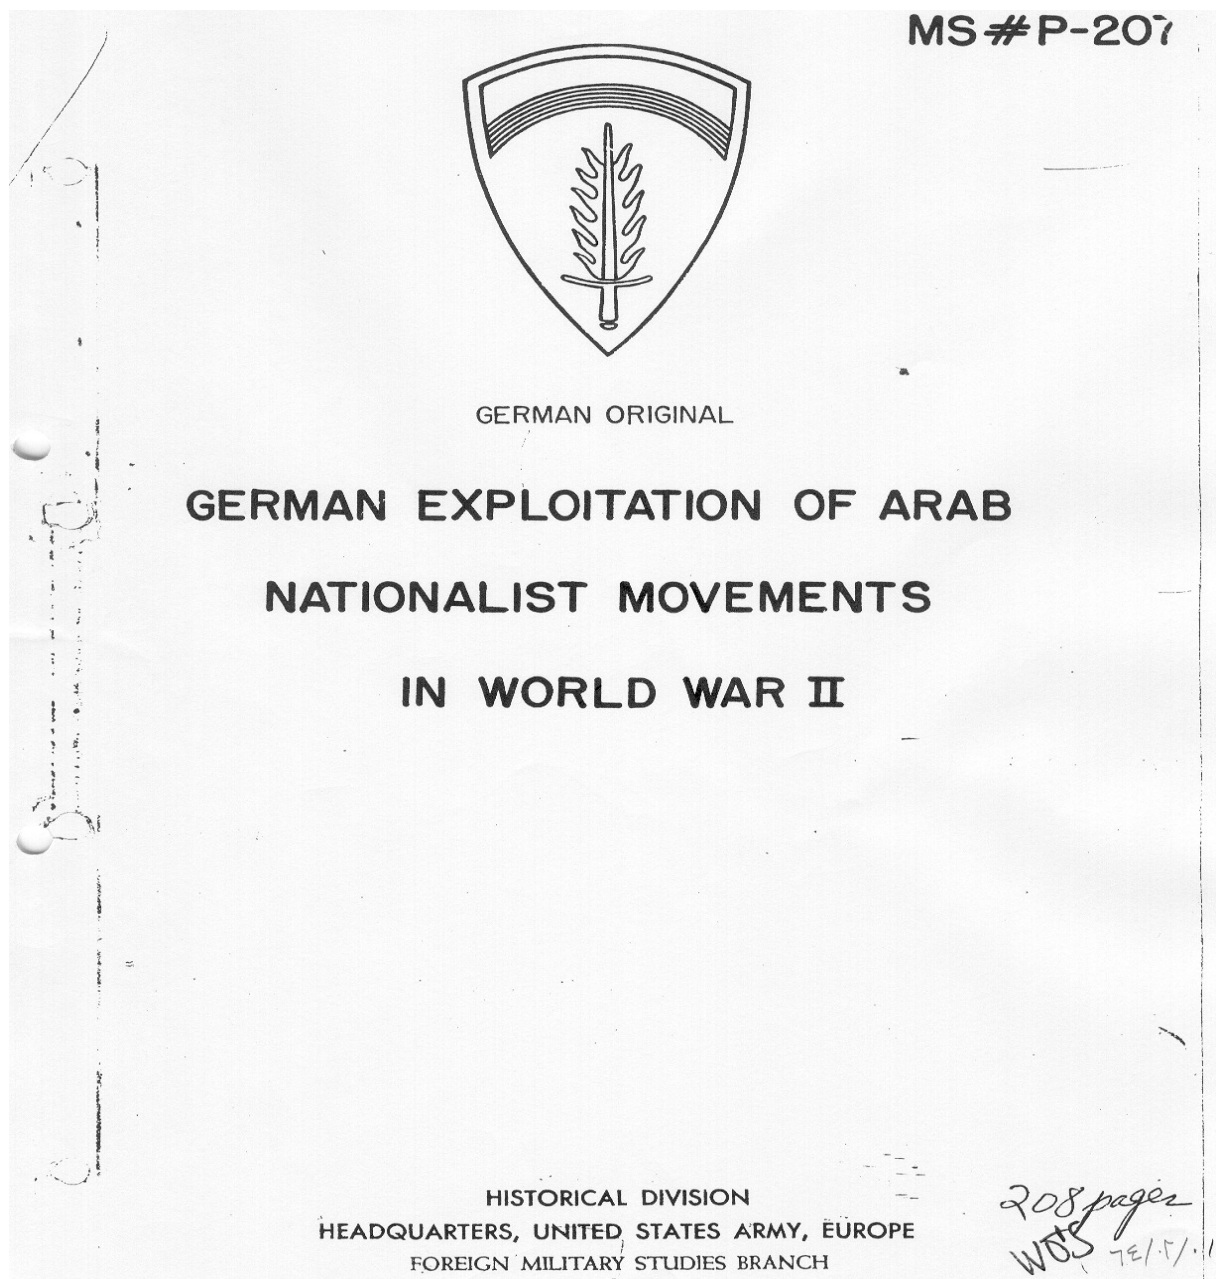 MS # P-207
GERMAN ORIGINAL
GERMAN EXPLOITATION OF ARAB
NATIONALIST MOVEMENTS
IN WORLD WAR II
HISTORICAL DIVISION
HEADQUARTERS, UNITED STATES ARMY, EUROPE
FOREIGN MILITARY STUDIES BRANCH
208 pages